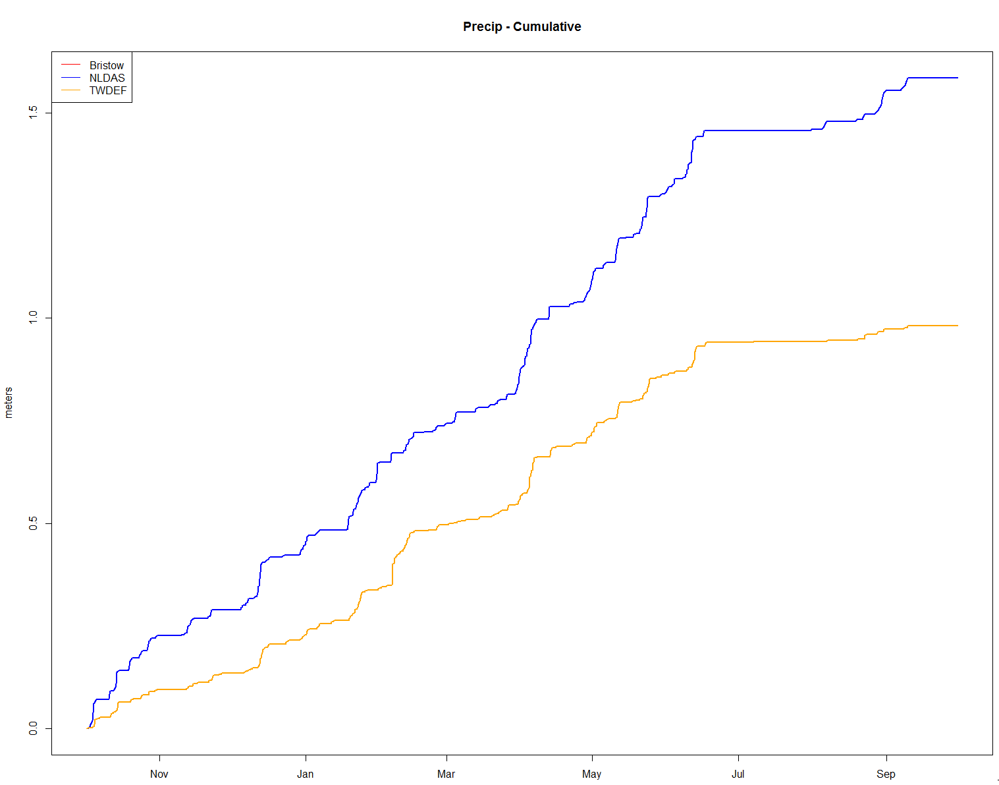 Precip - Cumulative
Bristow
NLDAS
TWDEF
1.5
1.0
0.5
0.0
meters
Nov
Jan
Mar
May
Jul
Sep